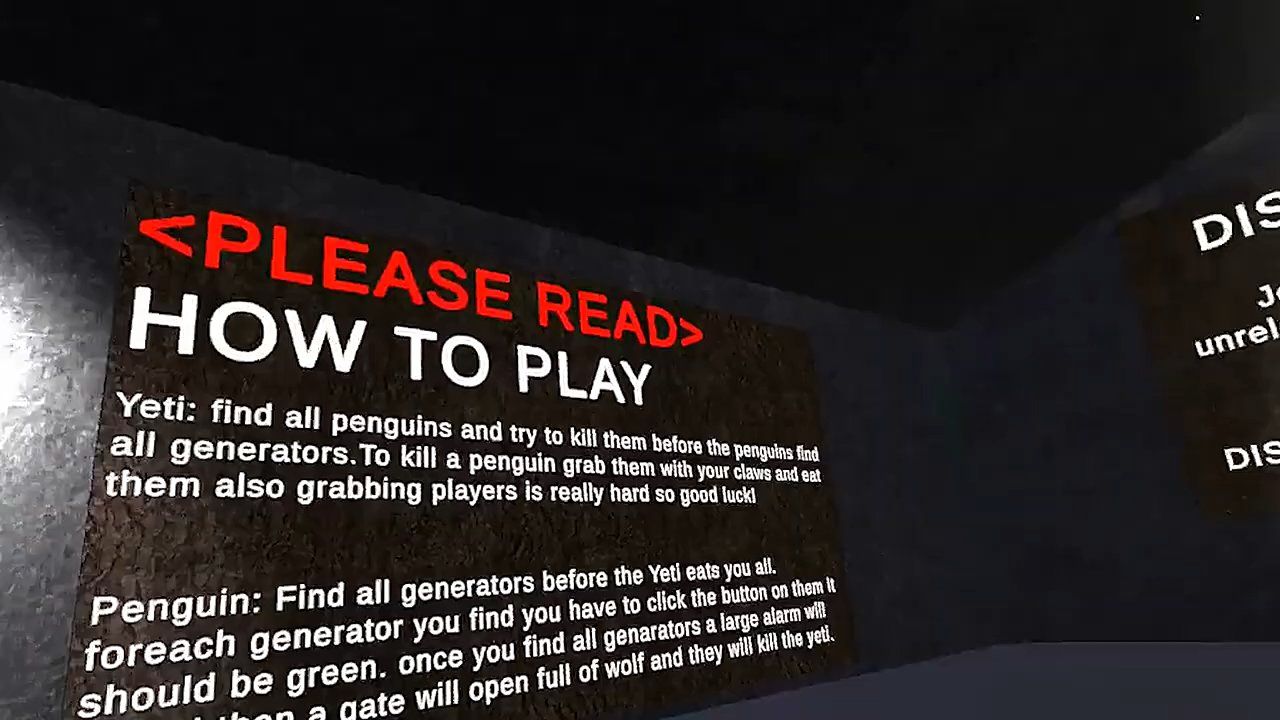 <PLEASE READ>
HOW TO PLAY
Yeti: find all penguins and try to kill them before the penguins find
all generators.To kill a penguin grab them with your claws and eat
them also grabbing players is really hard so good luck!
Penguin: Find all generators before the Yeti eats you all.
foreach generator you find you have to click the button on them it
should be green. once you find all genarators a large alarm will
then a gate will open full of wolf and they will kill the yeti.
DIS
unrel
DIS